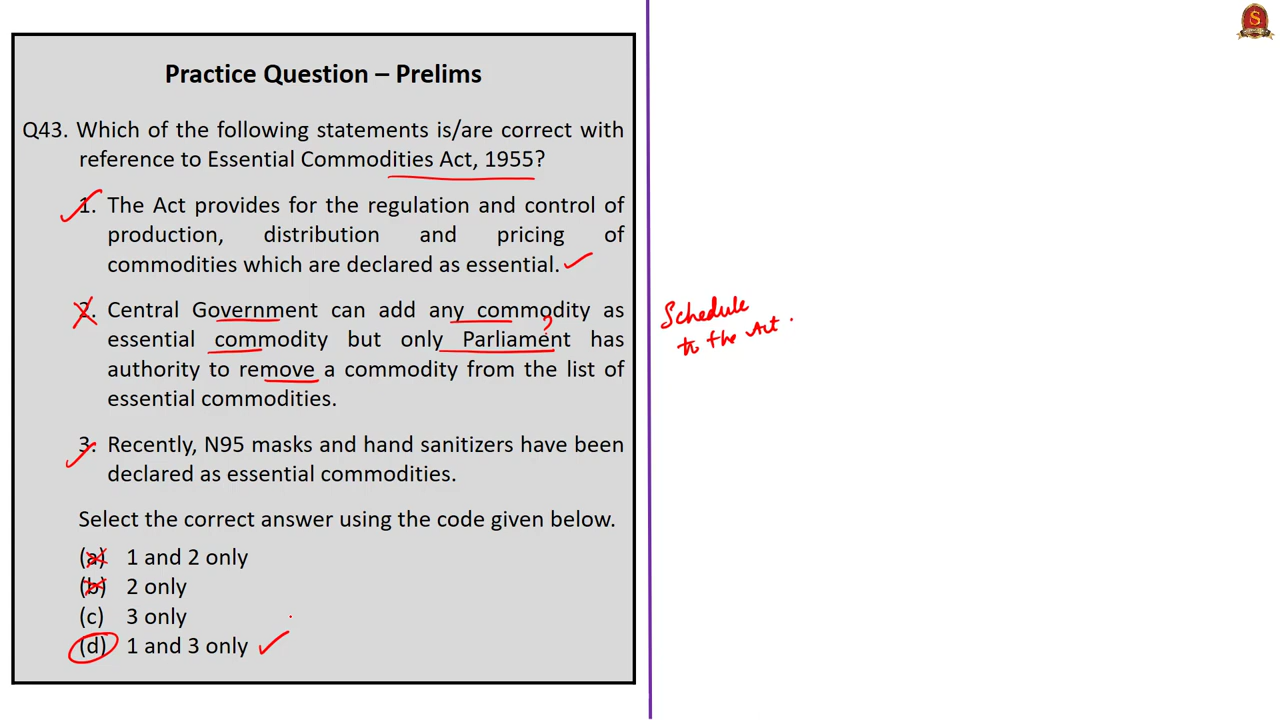 Practice Question – Prelims
Q43. Which of the following statements is/are correct with
reference to Essential Commodities Act, 1955?
1. The Act provides for the regulation and control of
production, distribution and pricing of
commodities which are declared as essential.
2. Central Government can add any commodity as
essential commodity but only Parliament has
authority to remove a commodity from the list of
essential commodities.
Schedule
to the Act.
3. Recently, N95 masks and hand sanitizers have been
declared as essential commodities.
Select the correct answer using the code given below.
(a) 1 and 2 only
(b) 2 only
(c) 3 only
(d) 1 and 3 only